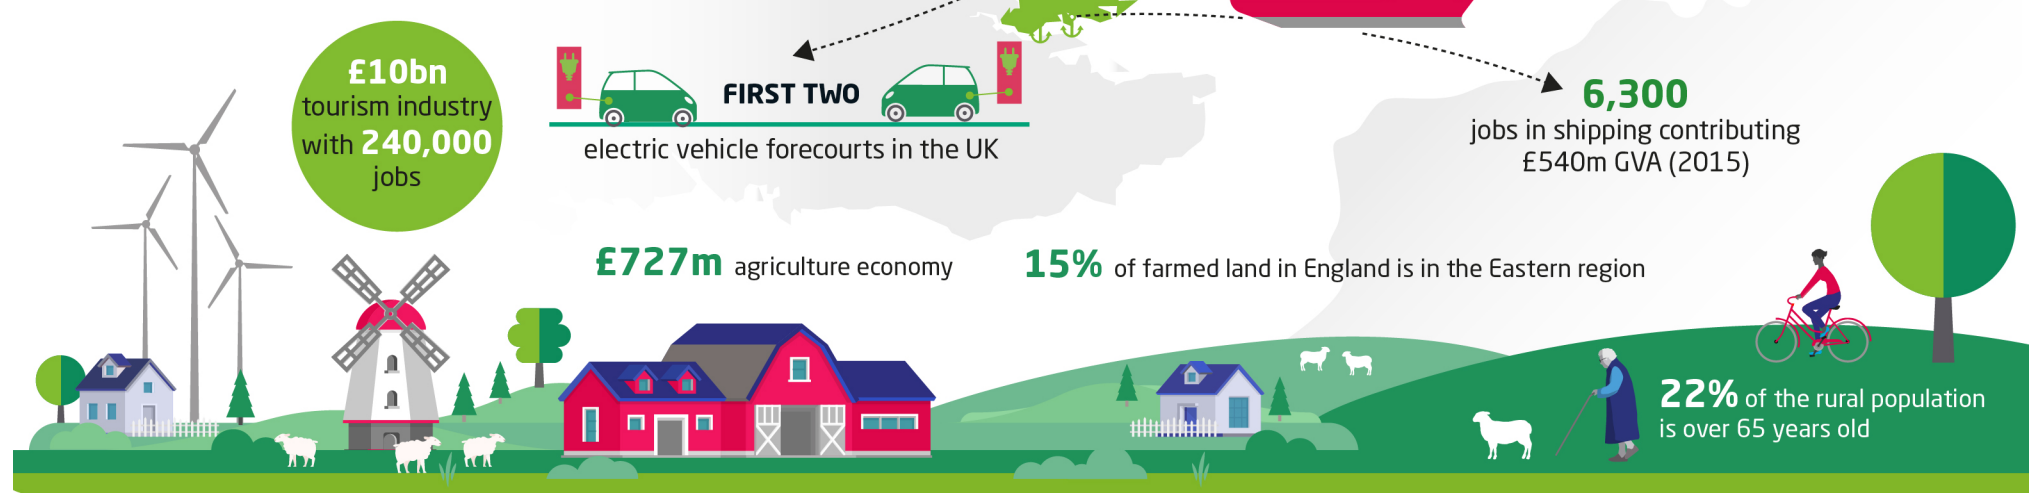 £10bn
tourism industry
with 240,000
jobs
FIRST TWO
electric vehicle forecourts in the UK
6,300
jobs in shipping contributing
£540m GVA (2015)
£727m agriculture economy
15% of farmed land in England is in the Eastern region
22% of the rural population
is over 65 years old